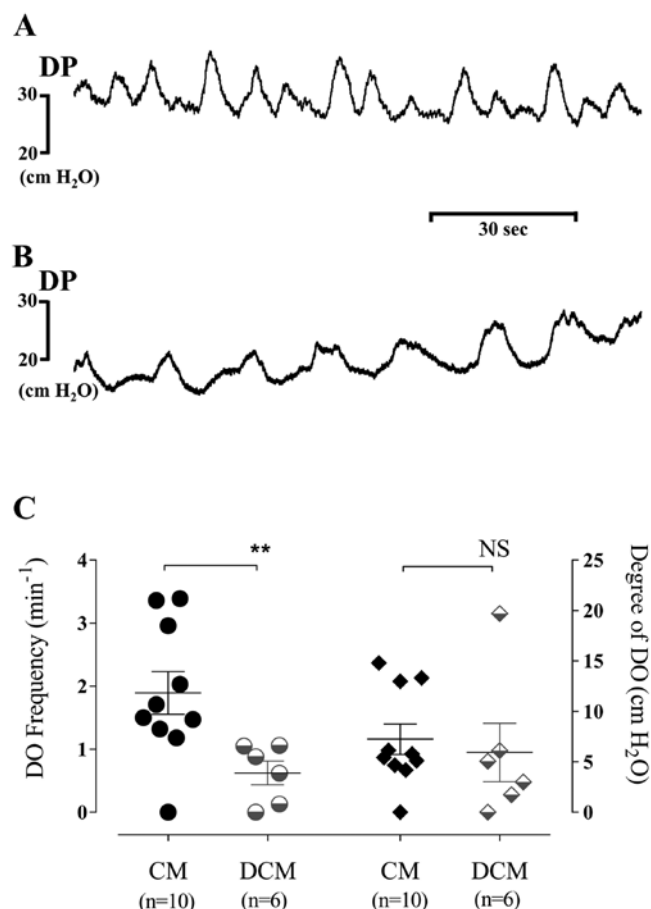 A
DP
30
20
(cm H₂O)
30 sec
B
DP
30
20
(cm H₂O)
C
** NS
DO Frequency (min⁻¹)
4
3
2
1
0
25
20
15
10
5
0
Degree of DO (cm H₂O)
CM DCM CM DCM
(n=10) (n=6) (n=10) (n=6)